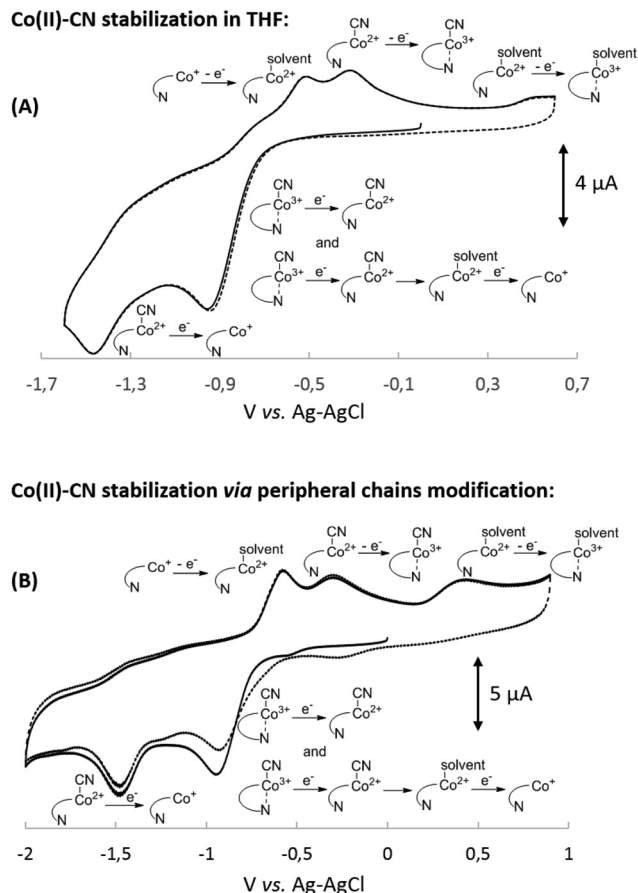 Co(II)-CN stabilization in THF:
(A)
Co⁺ - e⁻ solvent Co²⁺
N N
CN Co²⁺ - e⁻ CN Co³⁺
N N
solvent Co²⁺ - e⁻ solvent Co³⁺
N N
4 µA
CN Co³⁺ e⁻ CN Co²⁺
N N
and
CN Co³⁺ e⁻ CN Co²⁺ solvent Co²⁺ e⁻ Co⁺
N N N N
CN Co²⁺ e⁻ Co⁺
N N
-1,7 -1,3 -0,9 -0,5 -0,1 0,3 0,7
V vs. Ag-AgCl
Co(II)-CN stabilization via peripheral chains modification:
(B)
Co⁺ - e⁻ solvent Co²⁺
N N
CN Co²⁺ - e⁻ CN Co³⁺
N N
solvent Co²⁺ - e⁻ solvent Co³⁺
N N
5 µA
CN Co³⁺ e⁻ CN Co²⁺
N N
and
CN Co³⁺ e⁻ CN Co²⁺ solvent Co²⁺ e⁻ Co⁺
N N N N
CN Co²⁺ e⁻ Co⁺
N N
-2 -1,5 -1 -0,5 0 0,5 1
V vs. Ag-AgCl